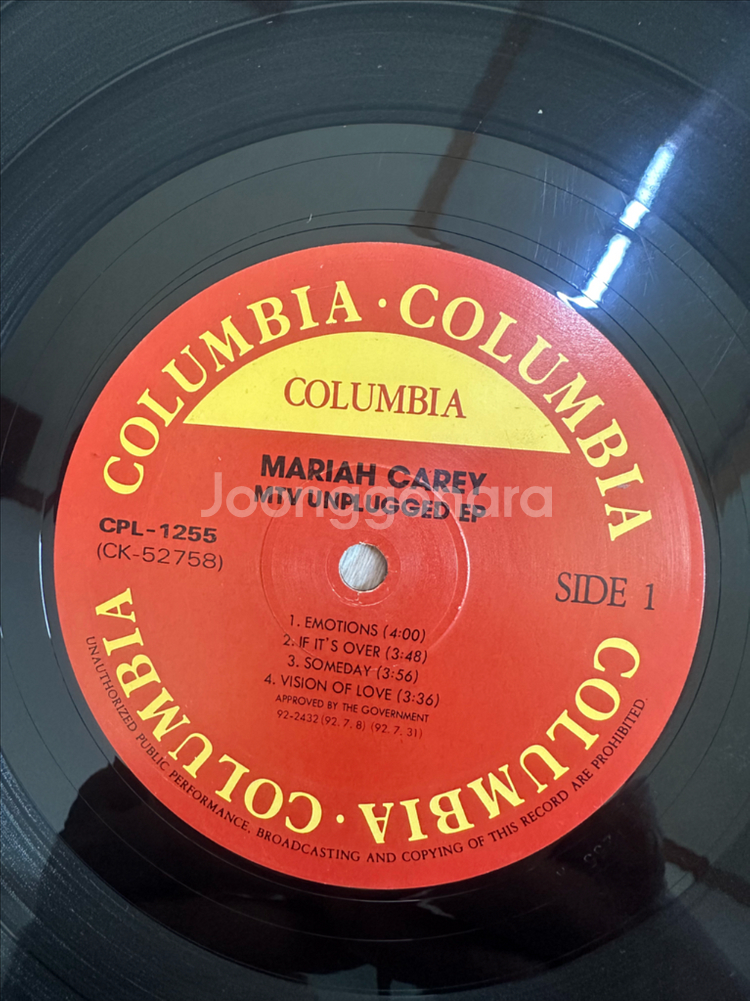 COLUMBIA · COLUMBIA
COLUMBIA
MARIAH CAREY
MTV UNPLUGGED EP
Joonggonara
CPL-1255
(CK-52758)
SIDE 1
1. EMOTIONS (4:00)
2. IF IT'S OVER (3:48)
3. SOMEDAY (3:56)
4. VISION OF LOVE (3:36)
APPROVED BY THE GOVERNMENT
92-2432 (92. 7. 8) (92. 7. 31)
COLUMBIA · COLUMBIA
UNAUTHORIZED PUBLIC PERFORMANCE, BROADCASTING AND COPYING OF THIS RECORD ARE PROHIBITED.